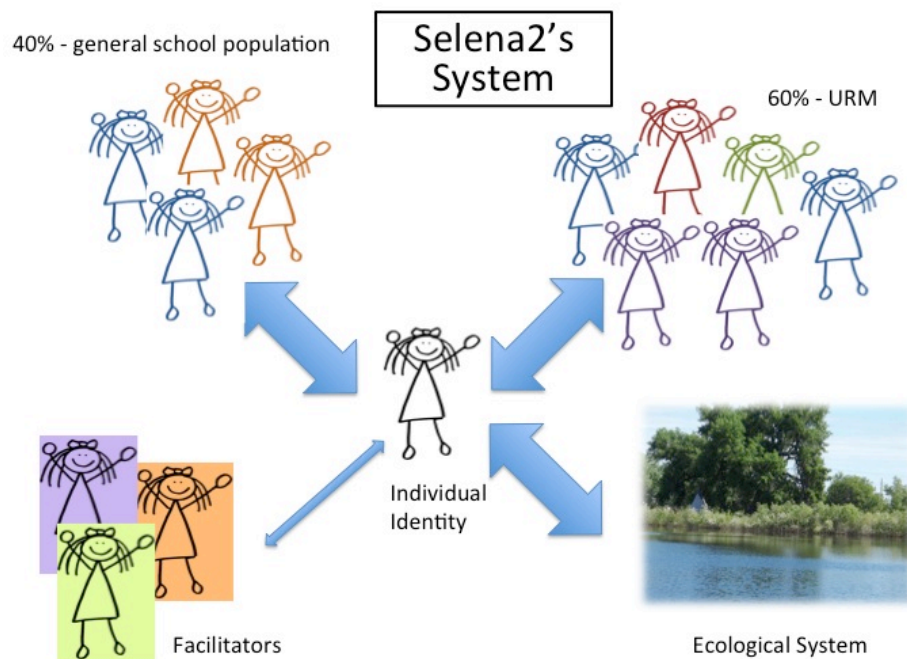 40% - general school population
Selena2's
System
60% - URM
Individual
Identity
Facilitators
Ecological System